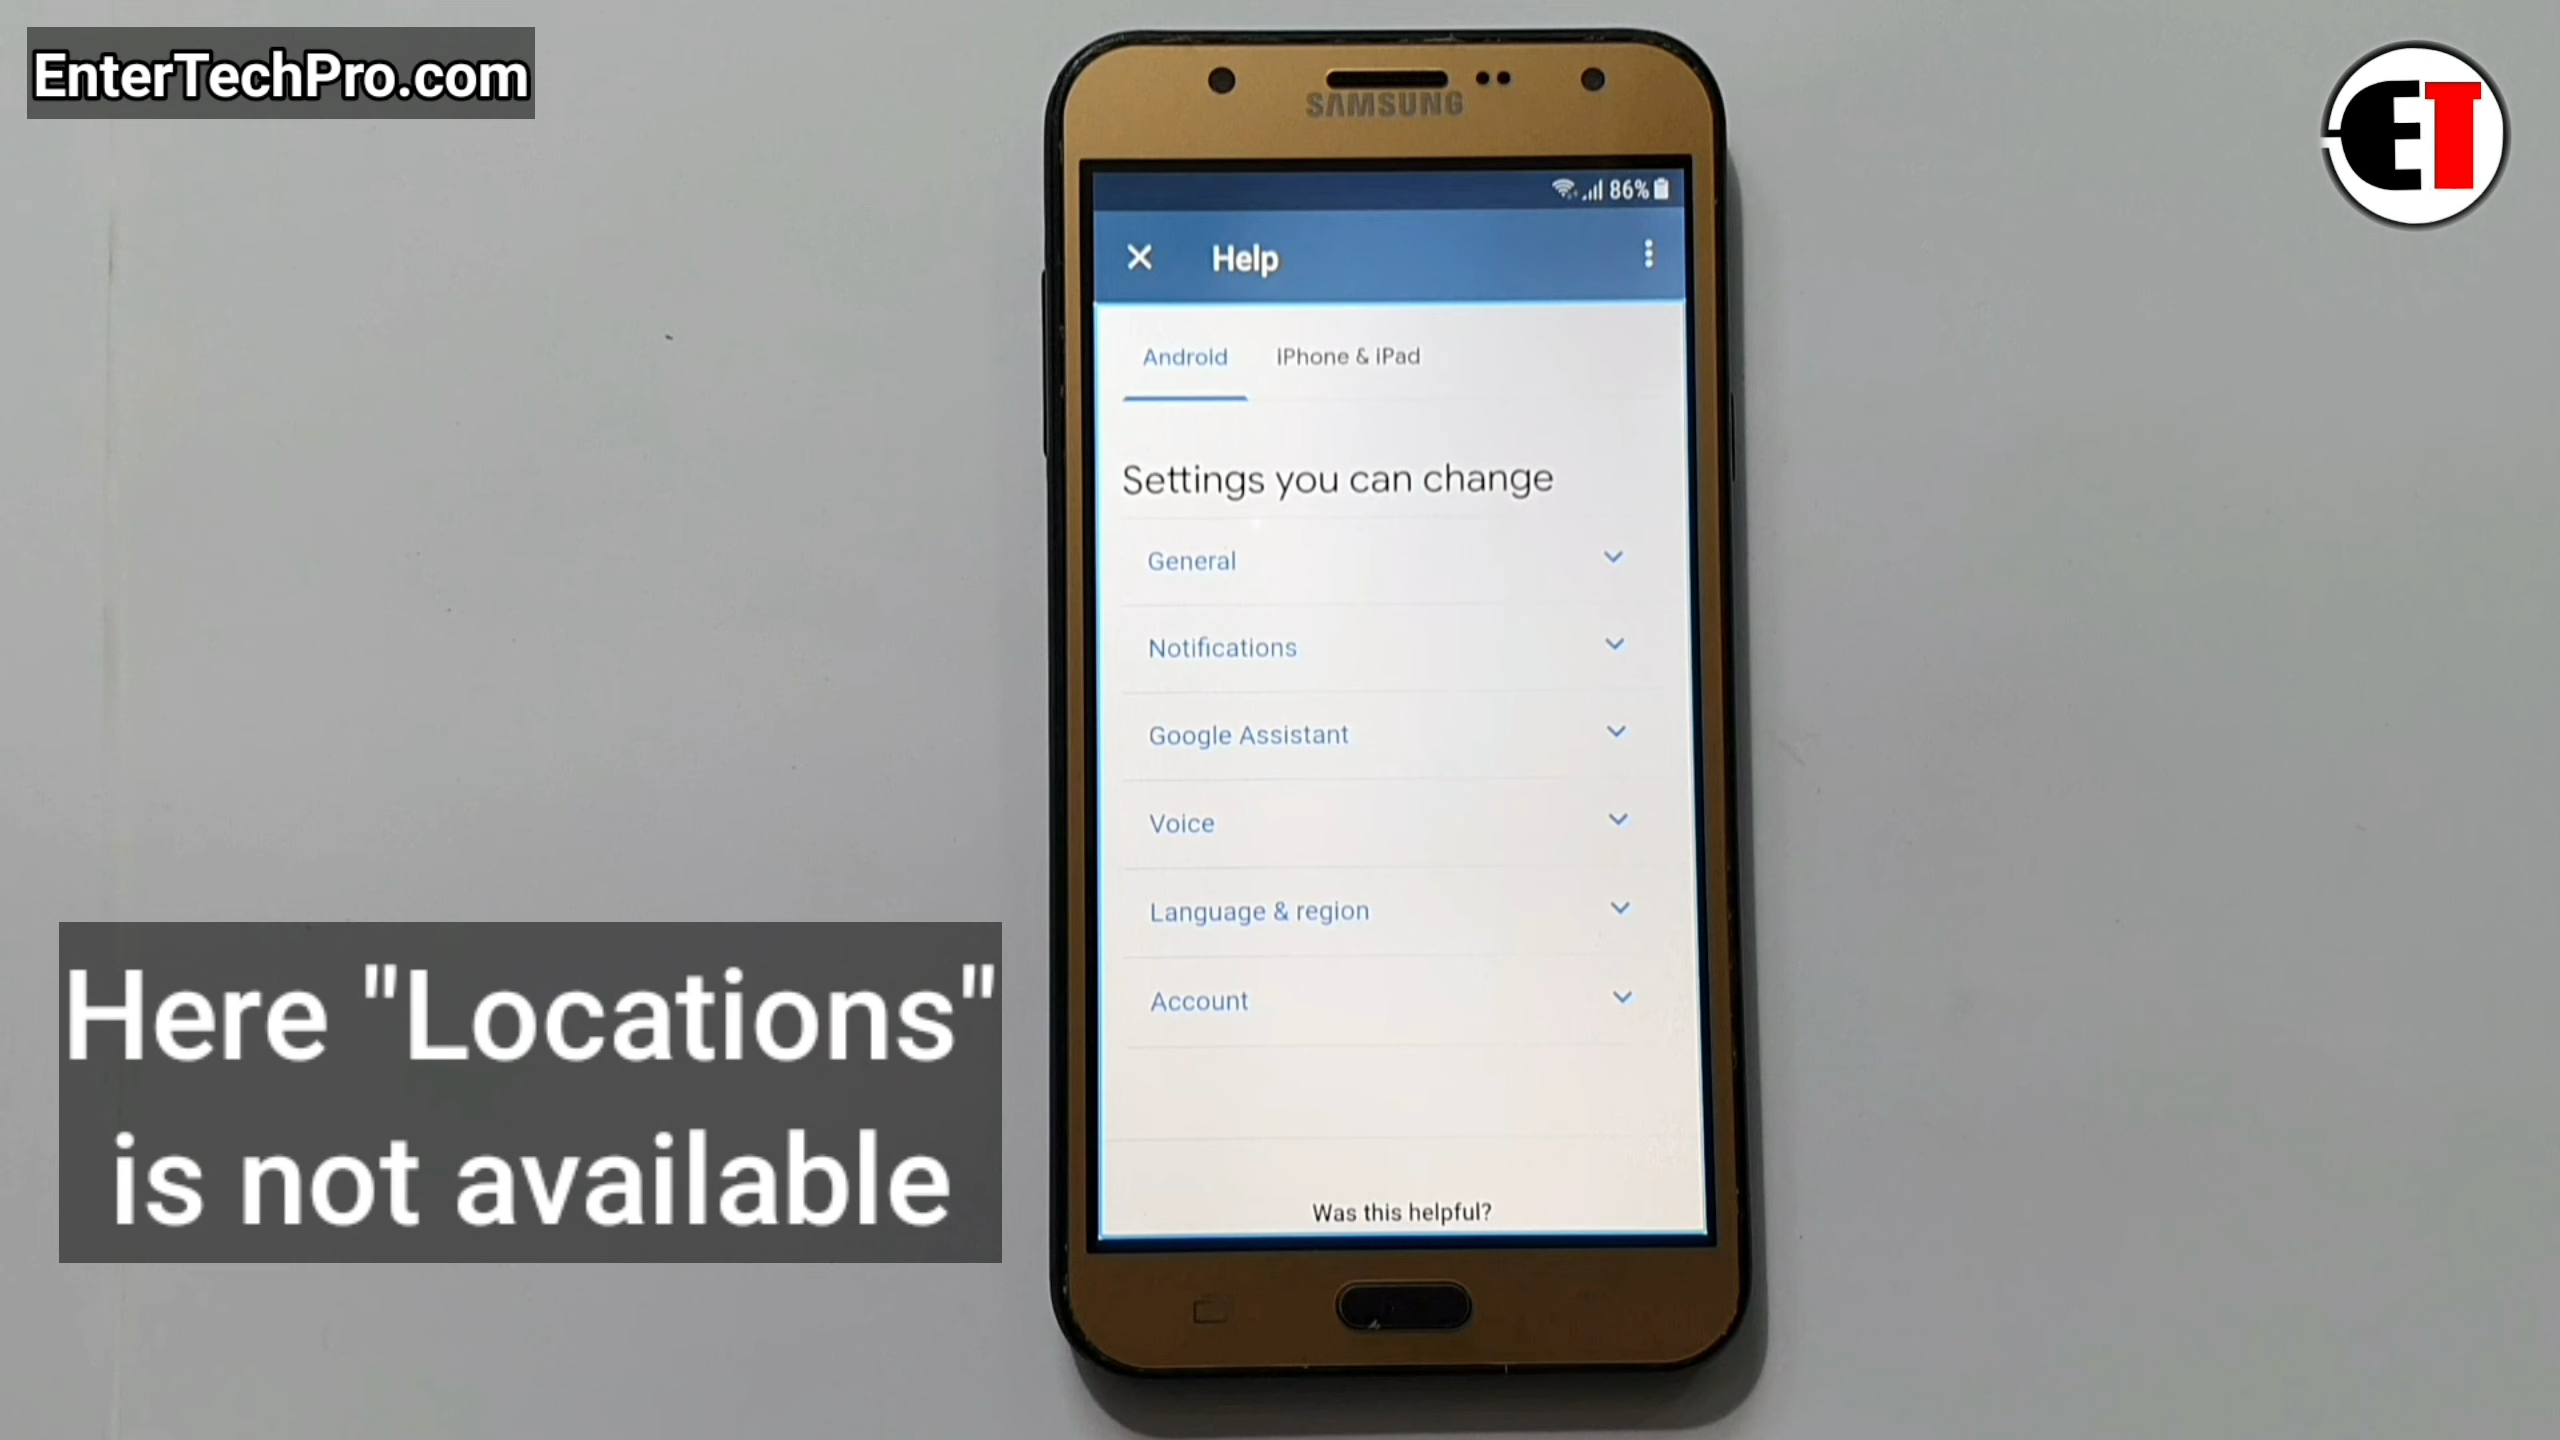 EnterTechPro.com
ET
SAMSUNG
86%
Help
Android
iPhone & iPad
Settings you can change
General
Notifications
Google Assistant
Voice
Language & region
Account
Was this helpful?
Here "Locations"
is not available